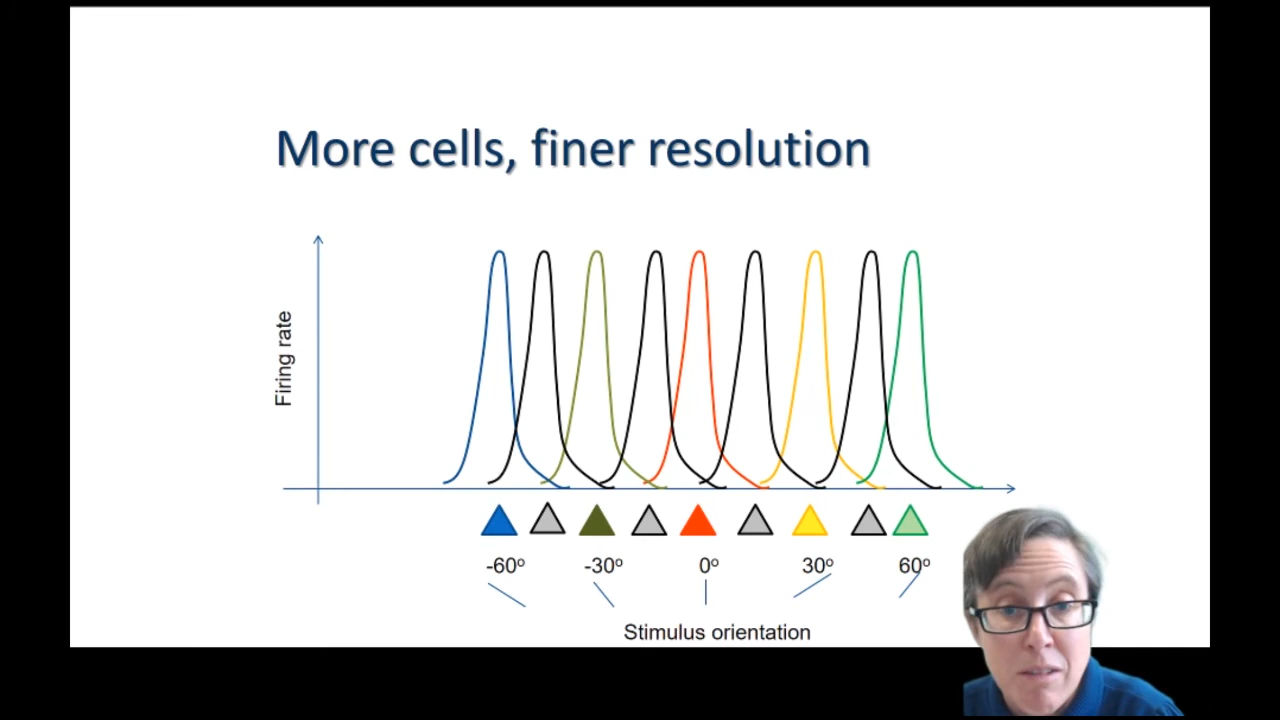 More cells, finer resolution
Firing rate
-60º -30º 0º 30º 60º
Stimulus orientation